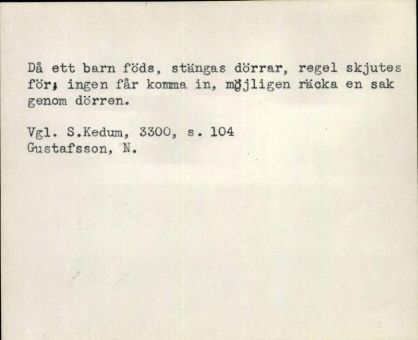 Då ett barn föds, stängas dörrar, regel skjutes
för; ingen får komma in, möjligen räcka en sak
genom dörren.
Vgl. S.Kedum, 3300, s. 104
Gustafsson, N.